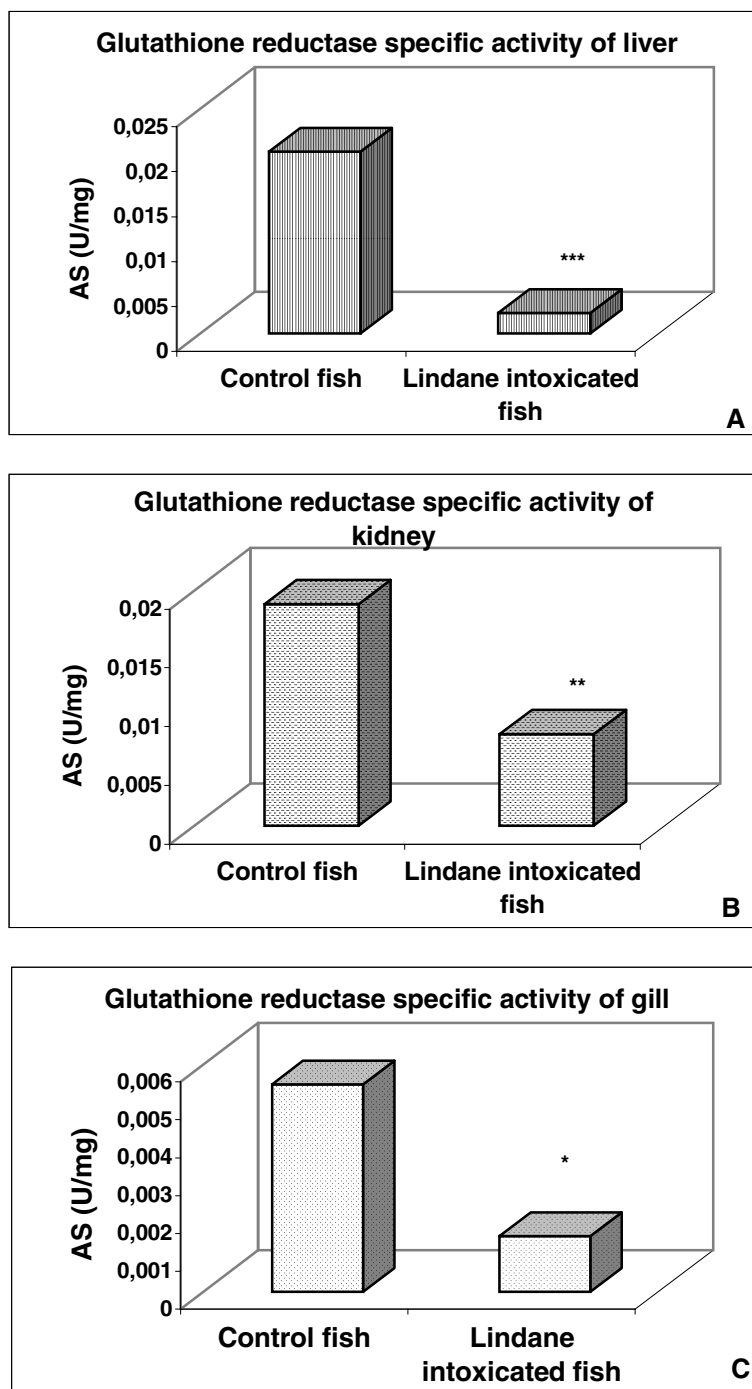 Glutathione reductase specific activity of liver
0,025
0,02
0,015
0,01
0,005
0
AS (U/mg)
***
Control fish
Lindane intoxicated
fish
A
Glutathione reductase specific activity of
kidney
0,02
0,015
0,01
0,005
0
AS (U/mg)
**
Control fish
Lindane intoxicated
fish
B
Glutathione reductase specific activity of gill
0,006
0,005
0,004
0,003
0,002
0,001
0
AS (U/mg)
*
Control fish
Lindane
intoxicated fish
C